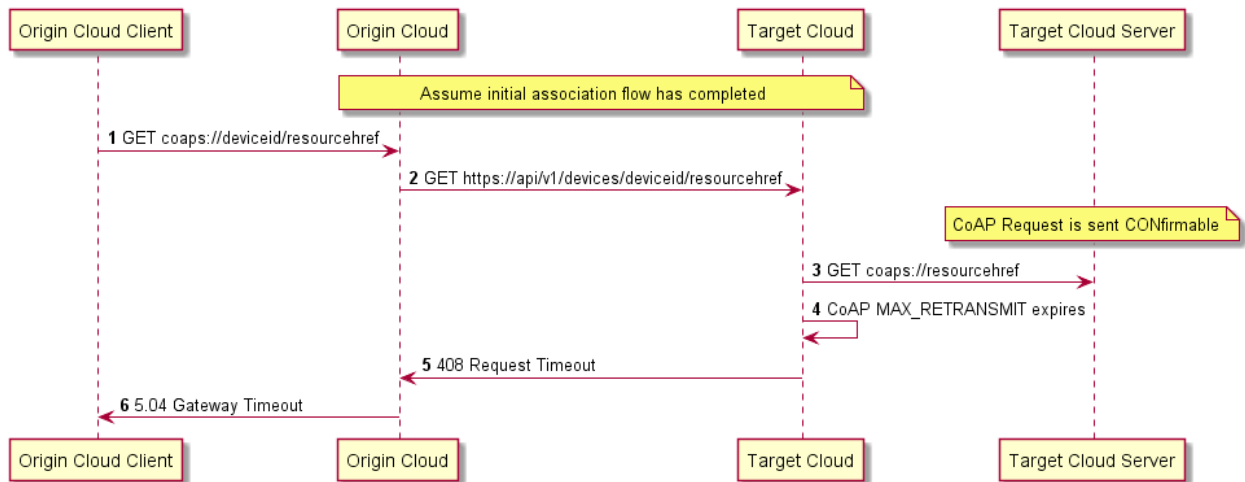 Origin Cloud Client
Origin Cloud
Target Cloud
Target Cloud Server
Assume initial association flow has completed
1 GET coaps://deviceid/resourcehref
2 GET https://api/v1/devices/deviceid/resourcehref
CoAP Request is sent CONfirmable
3 GET coaps://resourcehref
4 CoAP MAX_RETRANSMIT expires
5 408 Request Timeout
6 5.04 Gateway Timeout
Origin Cloud Client
Origin Cloud
Target Cloud
Target Cloud Server